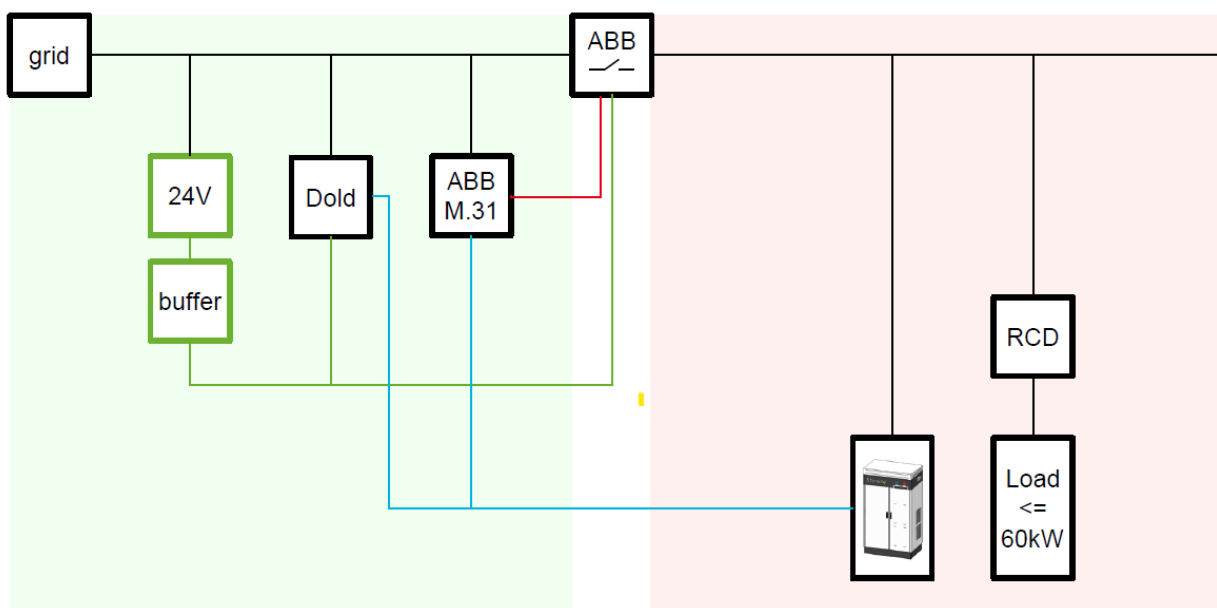 grid
ABB
24V
Dold
ABB
M.31
buffer
RCD
Load
<=
60kW